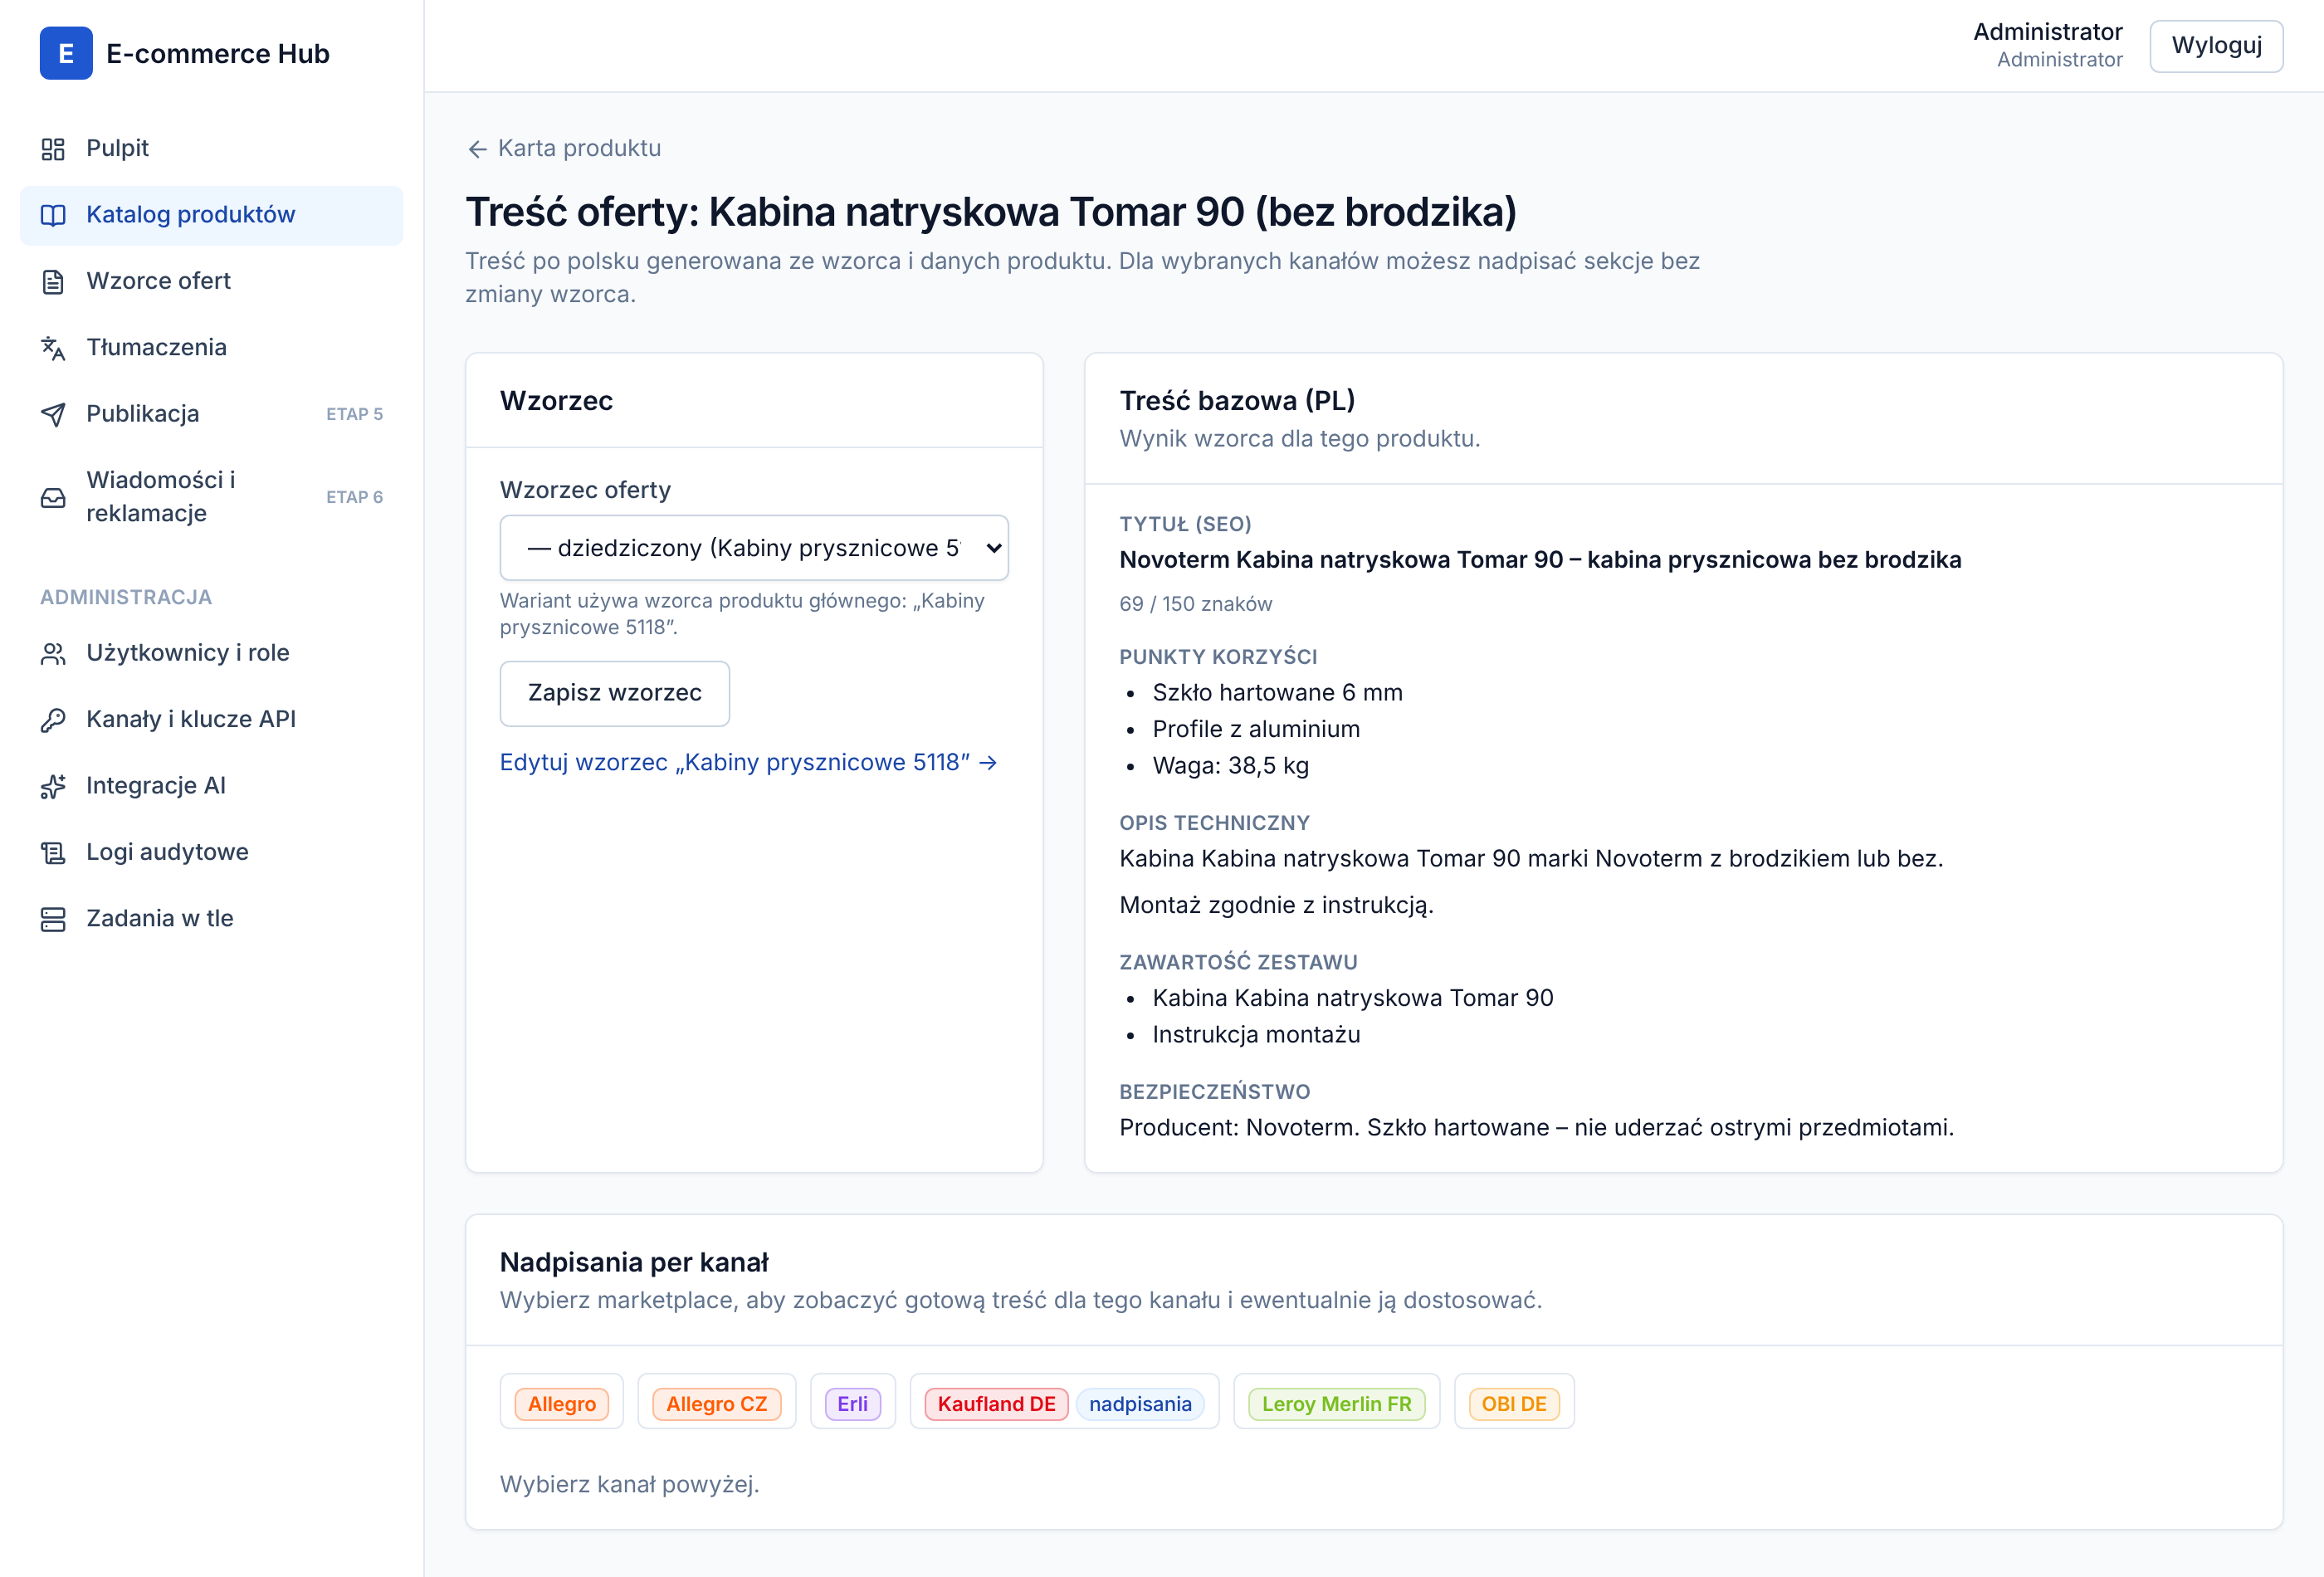 E E-commerce Hub
Administrator
Administrator
Wyloguj
Pulpit
Katalog produktów
Wzorce ofert
Tłumaczenia
Publikacja ETAP 5
Wiadomości i
reklamacje ETAP 6
ADMINISTRACJA
Użytkownicy i role
Kanały i klucze API
Integracje AI
Logi audytowe
Zadania w tle
← Karta produktu
Treść oferty: Kabina natryskowa Tomar 90 (bez brodzika)
Treść po polsku generowana ze wzorca i danych produktu. Dla wybranych kanałów możesz nadpisać sekcje bez
zmiany wzorca.
Wzorzec
Wzorzec oferty
— dziedziczony (Kabiny prysznicowe 5
Wariant używa wzorca produktu głównego: „Kabiny
prysznicowe 5118”.
Zapisz wzorzec
Edytuj wzorzec „Kabiny prysznicowe 5118” →
Treść bazowa (PL)
Wynik wzorca dla tego produktu.
TYTUŁ (SEO)
Novoterm Kabina natryskowa Tomar 90 – kabina prysznicowa bez brodzika
69 / 150 znaków
PUNKTY KORZYŚCI
• Szkło hartowane 6 mm
• Profile z aluminium
• Waga: 38,5 kg
OPIS TECHNICZNY
Kabina Kabina natryskowa Tomar 90 marki Novoterm z brodzikiem lub bez.
Montaż zgodnie z instrukcją.
ZAWARTOŚĆ ZESTAWU
• Kabina Kabina natryskowa Tomar 90
• Instrukcja montażu
BEZPIECZEŃSTWO
Producent: Novoterm. Szkło hartowane – nie uderzać ostrymi przedmiotami.
Nadpisania per kanał
Wybierz marketplace, aby zobaczyć gotową treść dla tego kanału i ewentualnie ją dostosować.
Allegro Allegro CZ Erli Kaufland DE nadpisania Leroy Merlin FR OBI DE
Wybierz kanał powyżej.